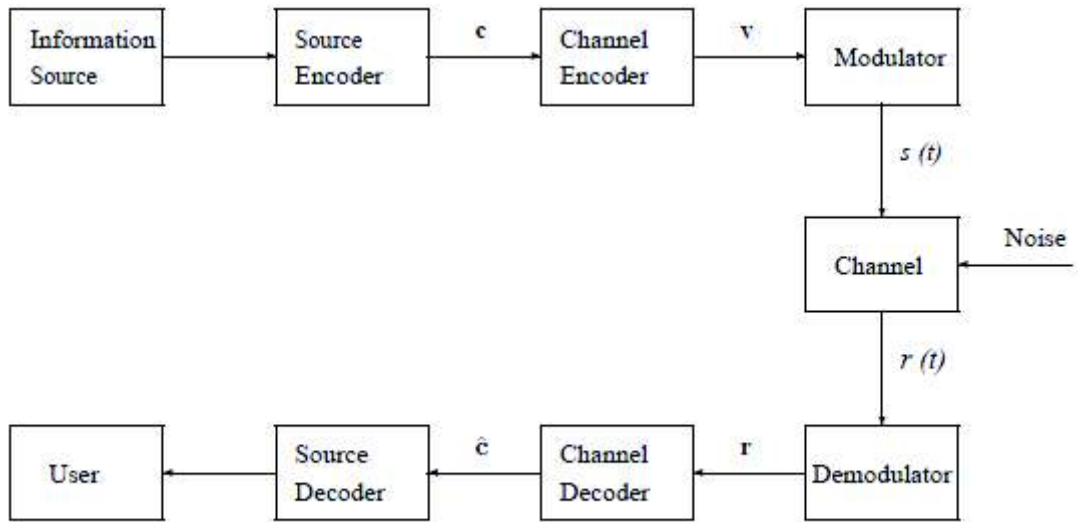 Information
Source
Source
Encoder
c
Channel
Encoder
v
Modulator
s (t)
Channel
Noise
r (t)
User
Source
Decoder
ĉ
Channel
Decoder
r
Demodulator